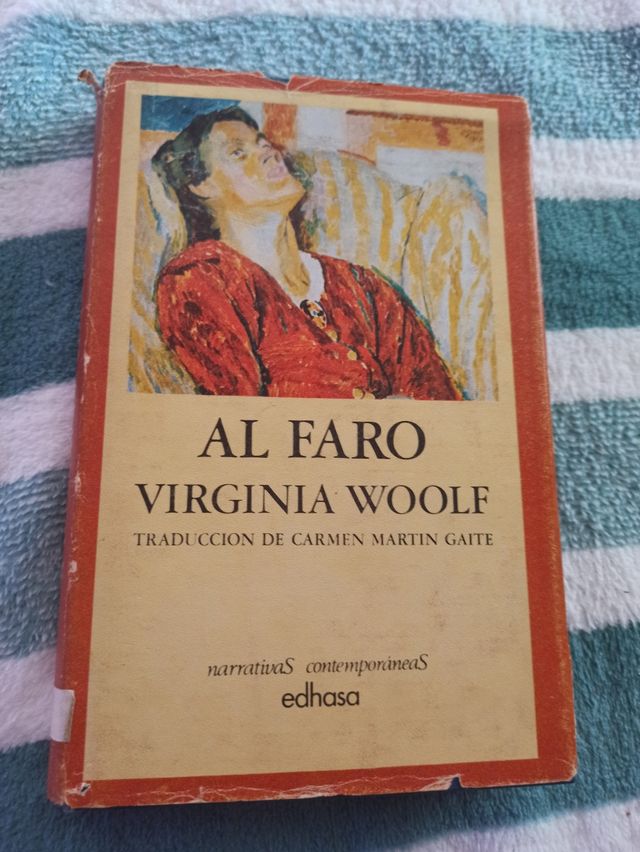 AL FARO
VIRGINIA WOOLF
TRADUCCION DE CARMEN MARTIN GAITE
narrativaS contemporáneaS
edhasa